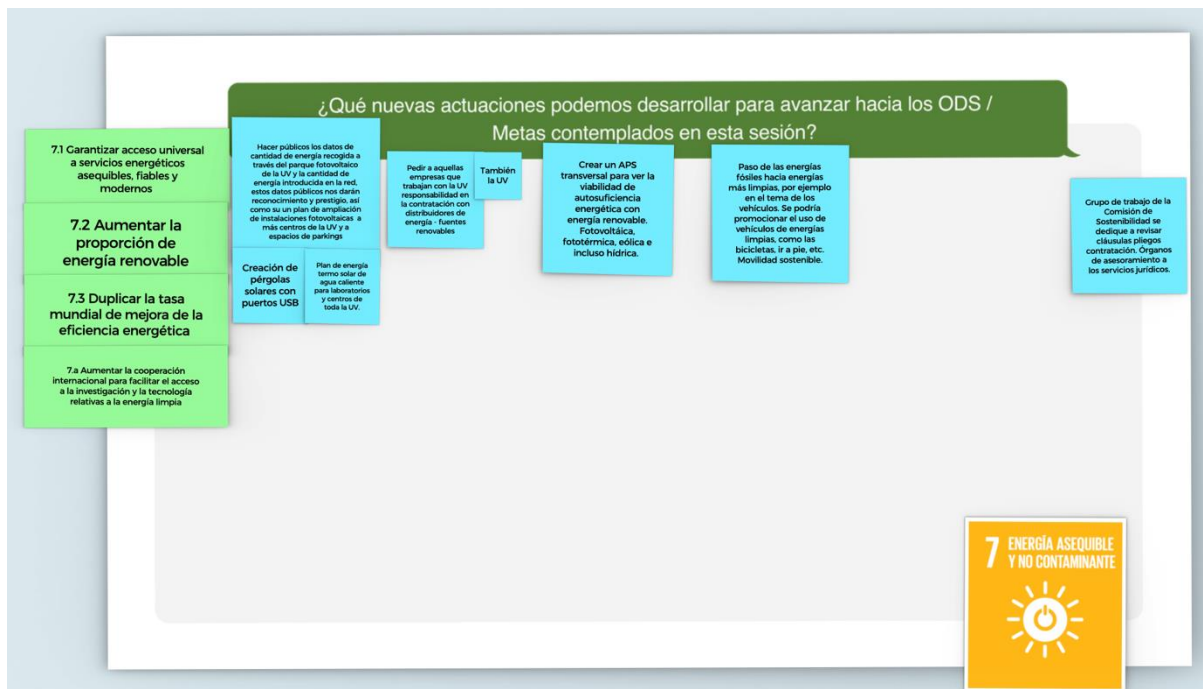 ¿Qué nuevas actuaciones podemos desarrollar para avanzar hacia los ODS /
Metas contemplados en esta sesión?
7.1 Garantizar acceso universal
a servicios energéticos
asequibles, fiables y
modernos
7.2 Aumentar la
proporción de
energía renovable
7.3 Duplicar la tasa
mundial de mejora de la
eficiencia energética
7.a Aumentar la cooperación
internacional para facilitar el acceso
a la investigación y la tecnología
relativas a la energía limpia
Hacer públicos los datos de
cantidad de energía recogida a
través del parque fotovoltaico
de la UV y la cantidad de
energía introducida en la red,
estos datos públicos nos darán
reconocimiento y prestigio, así
como su un plan de ampliación
de instalaciones fotovoltaicas a
más centros de la UV y a
espacios de parkings
Creación de
pérgolas
solares con
puertos USB
Plan de energía
termo solar de
agua caliente
para laboratorios
y centros de
toda la UV.
Pedir a aquellas
empresas que
trabajan con la UV
responsabilidad en
la contratación con
distribuidores de
energía - fuentes
renovables
También
la UV
Crear un APS
transversal para ver la
viabilidad de
autosuficiencia
energética con
energía renovable.
Fotovoltáica,
fototérmica, eólica e
incluso hídrica.
Paso de las energías
fósiles hacia energías
más limpias, por ejemplo
en el tema de los
vehículos. Se podría
promocionar el uso de
vehículos de energías
limpias, como las
bicicletas, ir a pie, etc.
Movilidad sostenible.
Grupo de trabajo de la
Comisión de
Sostenibilidad se
dedique a revisar
cláusulas pliegos
contratación. Órganos
de asesoramiento a
los servicios jurídicos.
7 ENERGÍA ASEQUIBLE
Y NO CONTAMINANTE